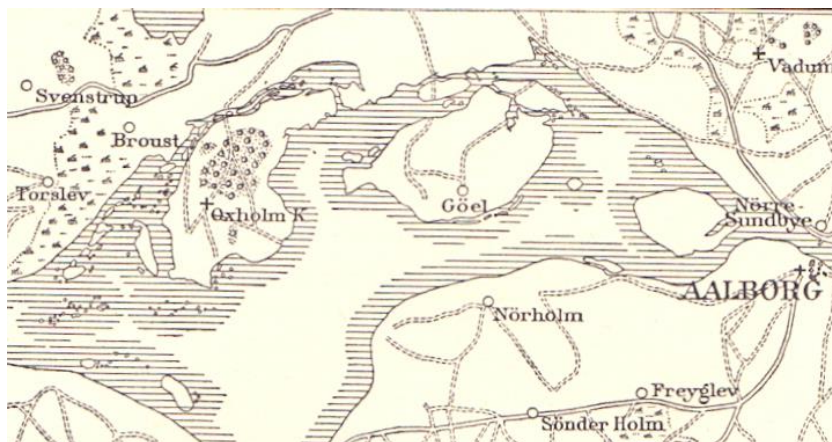 Vadum
Svenstrup
Broust
Torslev
Oxholm K
Göel
Nörre
Sundbye
AALBORG
Nörholm
Freyglev
Sönder Holm